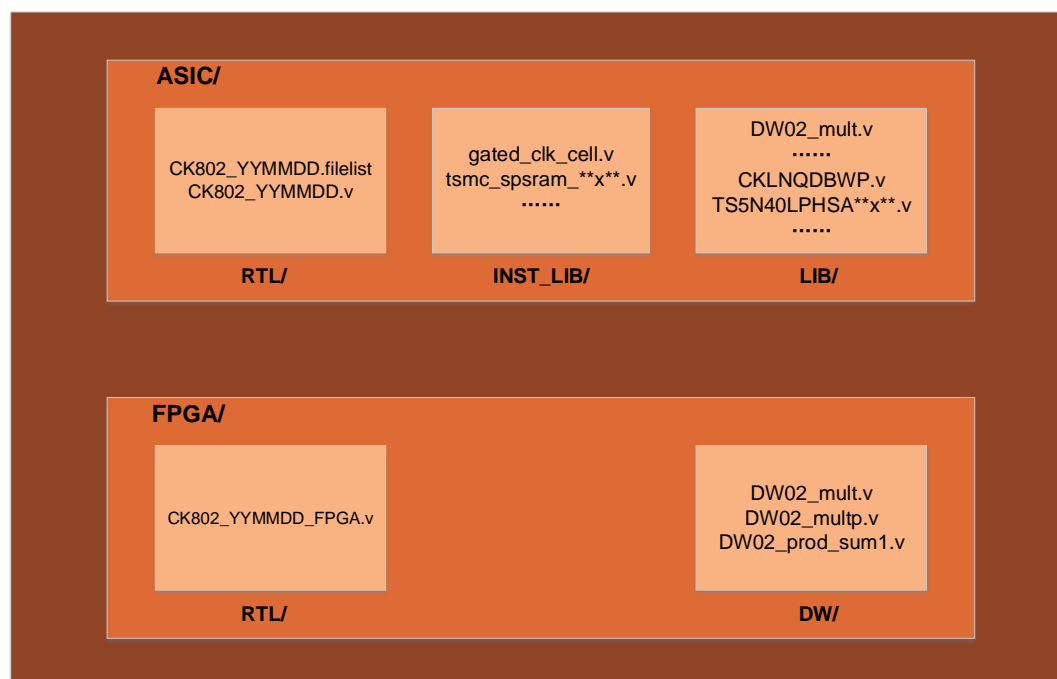 ASIC/
CK802_YYMMDD.filelist
CK802_YYMMDD.v
RTL/
gated_clk_cell.v
tsmc_spsram_**x**.v
……
INST_LIB/
DW02_mult.v
……
CKLNQDBWP.v
TS5N40LPHSA**x**.v
……
LIB/
FPGA/
CK802_YYMMDD_FPGA.v
RTL/
DW02_mult.v
DW02_multp.v
DW02_prod_sum1.v
DW/